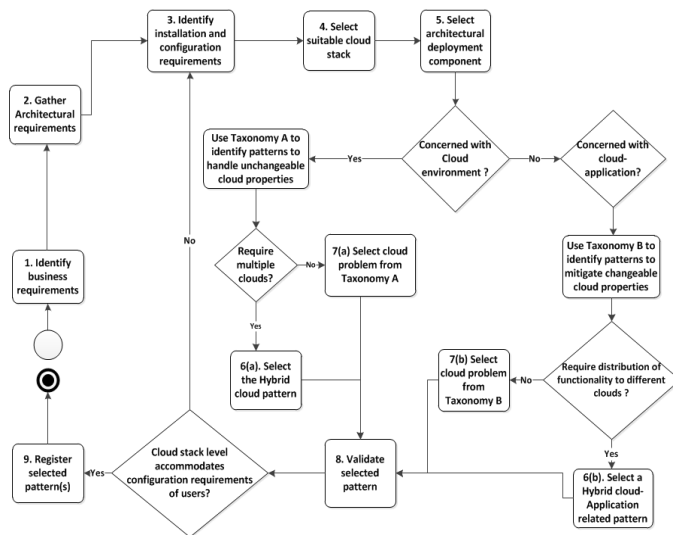 3. Identify
installation and
configuration
requirements
4. Select
suitable cloud
stack
5. Select
architectural
deployment
component
2. Gather
Architectural
requirements
Use Taxonomy A to
identify patterns to
handle unchangeable
cloud properties
Yes
Concerned with
Cloud
environment ?
No
Concerned with
cloud-
application?
No
1. Identify
business
requirements
Require
multiple
clouds?
No
7(a) Select cloud
problem from
Taxonomy A
Use Taxonomy B to
identify patterns to
mitigate changeable
cloud properties
Yes
6(a). Select
the Hybrid
cloud pattern
7(b) Select
cloud problem
from
Taxonomy B
No
Require distribution of
functionality to different
clouds ?
Yes
9. Register
selected
pattern(s)
Yes
Cloud stack level
accommodates
configuration requirements
of users?
8. Validate
selected
pattern
6(b). Select a
Hybrid cloud-
Application
related pattern